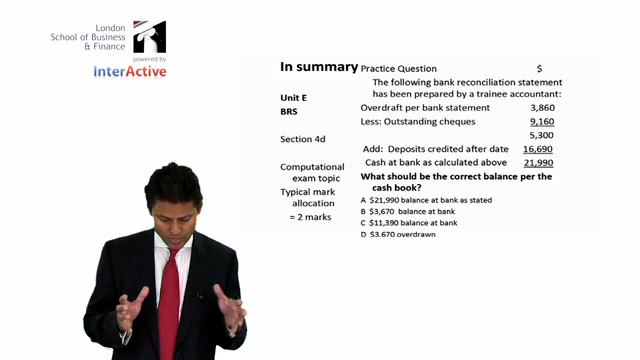 London
School of Business
& Finance
powered by
InterActive
In summary
Unit E
BRS
Section 4d
Computational
exam topic
Typical mark
allocation
= 2 marks
Practice Question $
The following bank reconciliation statement
has been prepared by a trainee accountant:
Overdraft per bank statement 3,860
Less: Outstanding cheques 9,160
5,300
Add: Deposits credited after date 16,690
Cash at bank as calculated above 21,990
What should be the correct balance per the
cash book?
A $21,990 balance at bank as stated
B $3,670 balance at bank
C $11,390 balance at bank
D $3,670 overdrawn